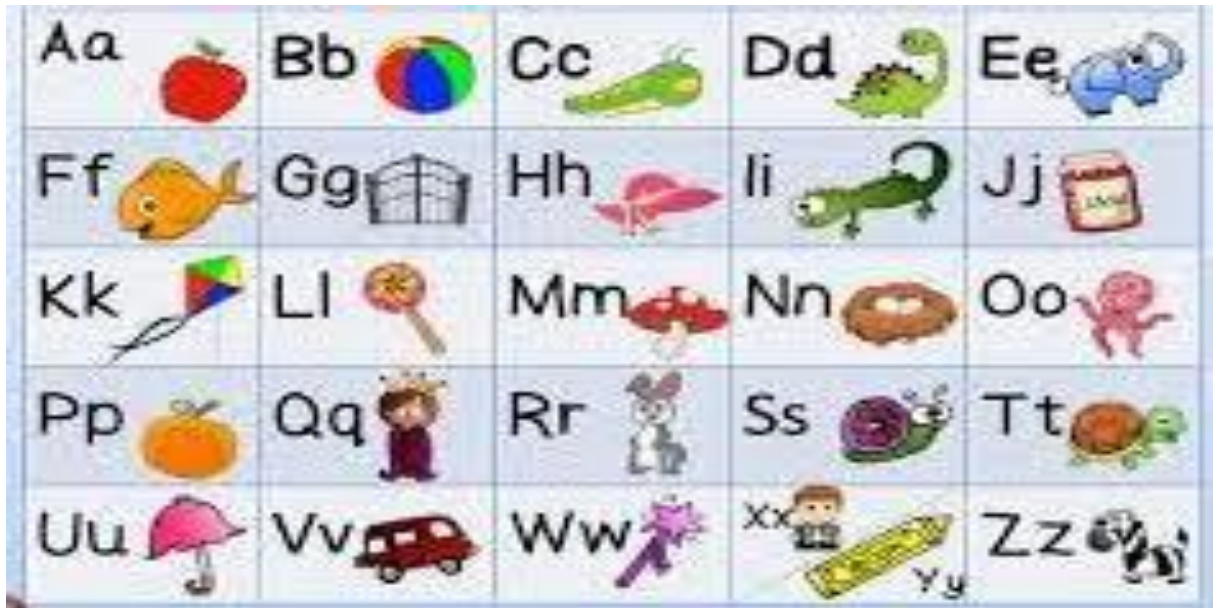 Aa Bb Cc Dd Ee
Ff Gg Hh Ii Jj
Kk Ll Mm Nn Oo
Pp Qq Rr Ss Tt
Uu Vv Ww Xx Yy Zz